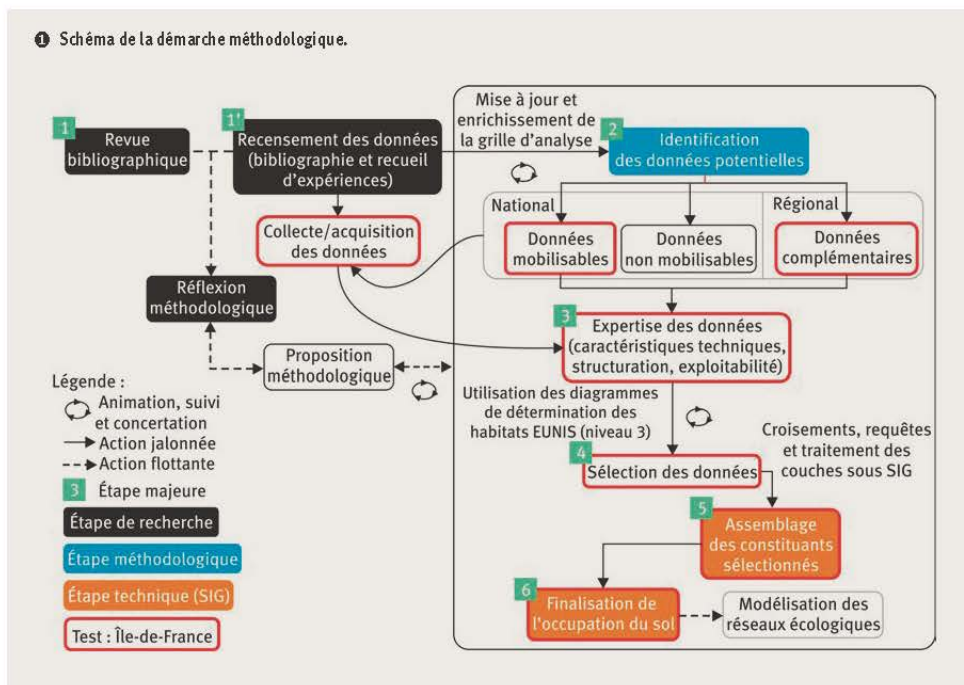 ❶ Schéma de la démarche méthodologique.
1
Revue
bibliographique
1'
Recensement des données
(bibliographie et recueil
d'expériences)
Mise à jour et
enrichissement de
la grille d'analyse
2
Identification
des données potentielles
Collecte/acquisition
des données
National
Données
mobilisables
Données
non mobilisables
Régional
Données
complémentaires
Réflexion
méthodologique
Proposition
méthodologique
3
Expertise des données
(caractéristiques techniques,
structuration, exploitabilité)
Utilisation des diagrammes
de détermination des
habitats EUNIS (niveau 3)
Croisements, requêtes
et traitement des
couches sous SIG
4
Sélection des données
5
Assemblage
des constituants
sélectionnés
6
Finalisation de
l'occupation du sol
Modélisation des
réseaux écologiques
Légende :
Animation, suivi
et concertation
Action jalonnée
Action flottante
3 Étape majeure
Étape de recherche
Étape méthodologique
Étape technique (SIG)
Test : Île-de-France